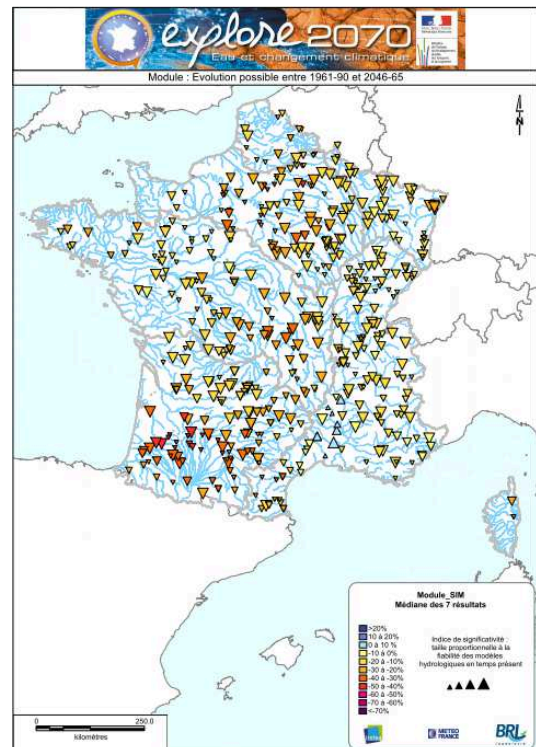 explore 2070
Eau et changement climatique
Module : Evolution possible entre 1961-90 et 2046-65
N
Module_SIM
Médiane des 7 résultats
>20%
10 à 20%
0 à 10 %
-10 à 0%
-20 à -10%
-30 à -20%
-40 à -30%
-50 à -40%
-60 à -50%
-70 à -60%
<-70%
Indice de significativité :
taille proportionnelle à la
fiabilité des modèles
hydrologiques en temps présent
0 250.0
kilomètres
METEO
FRANCE
BRL